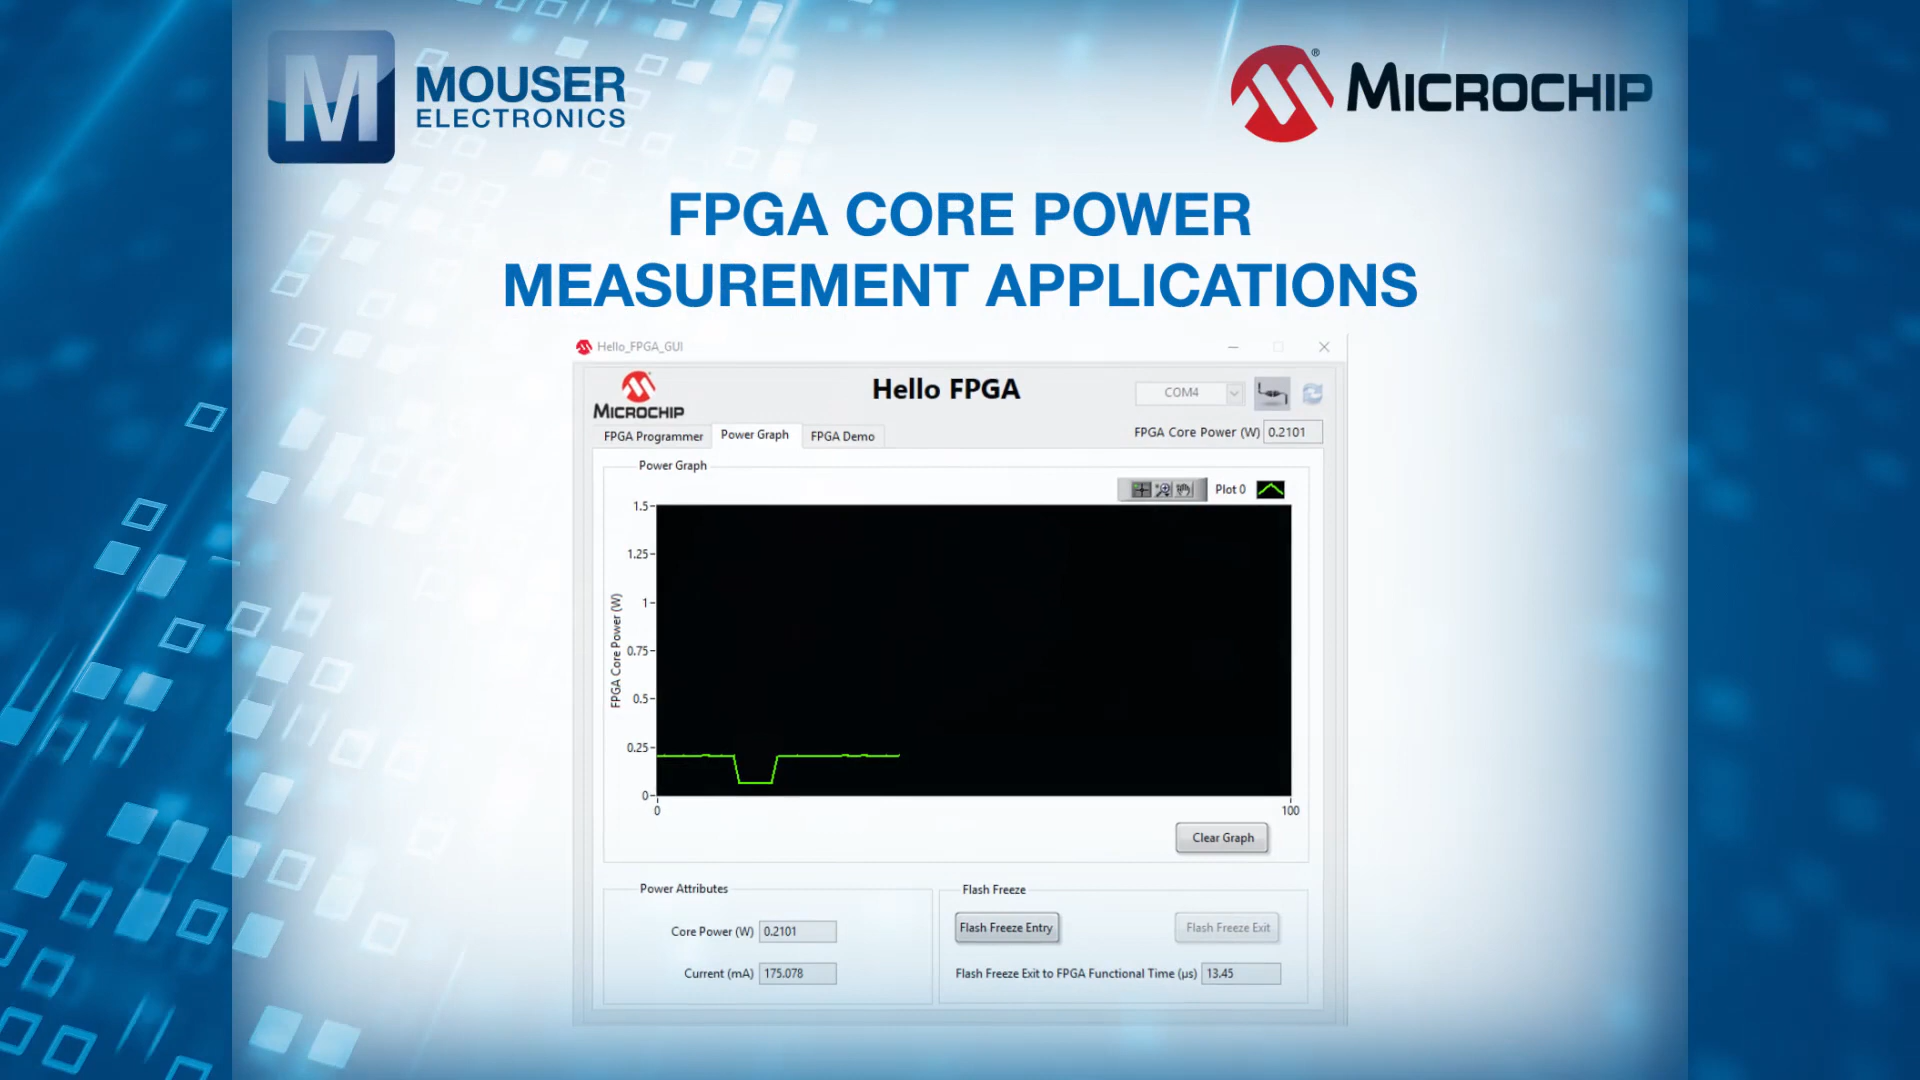 M MOUSER
ELECTRONICS
® MICROCHIP
FPGA CORE POWER
MEASUREMENT APPLICATIONS
Hello_FPGA_GUI
MICROCHIP
Hello FPGA
COM4
FPGA Programmer
Power Graph
FPGA Demo
FPGA Core Power (W) 0.2101
Power Graph
Plot 0
FPGA Core Power (W)
1.5
1.25
1
0.75
0.5
0.25
0
0
100
Clear Graph
Power Attributes
Core Power (W) 0.2101
Current (mA) 175.078
Flash Freeze
Flash Freeze Entry
Flash Freeze Exit
Flash Freeze Exit to FPGA Functional Time (µs) 13.45